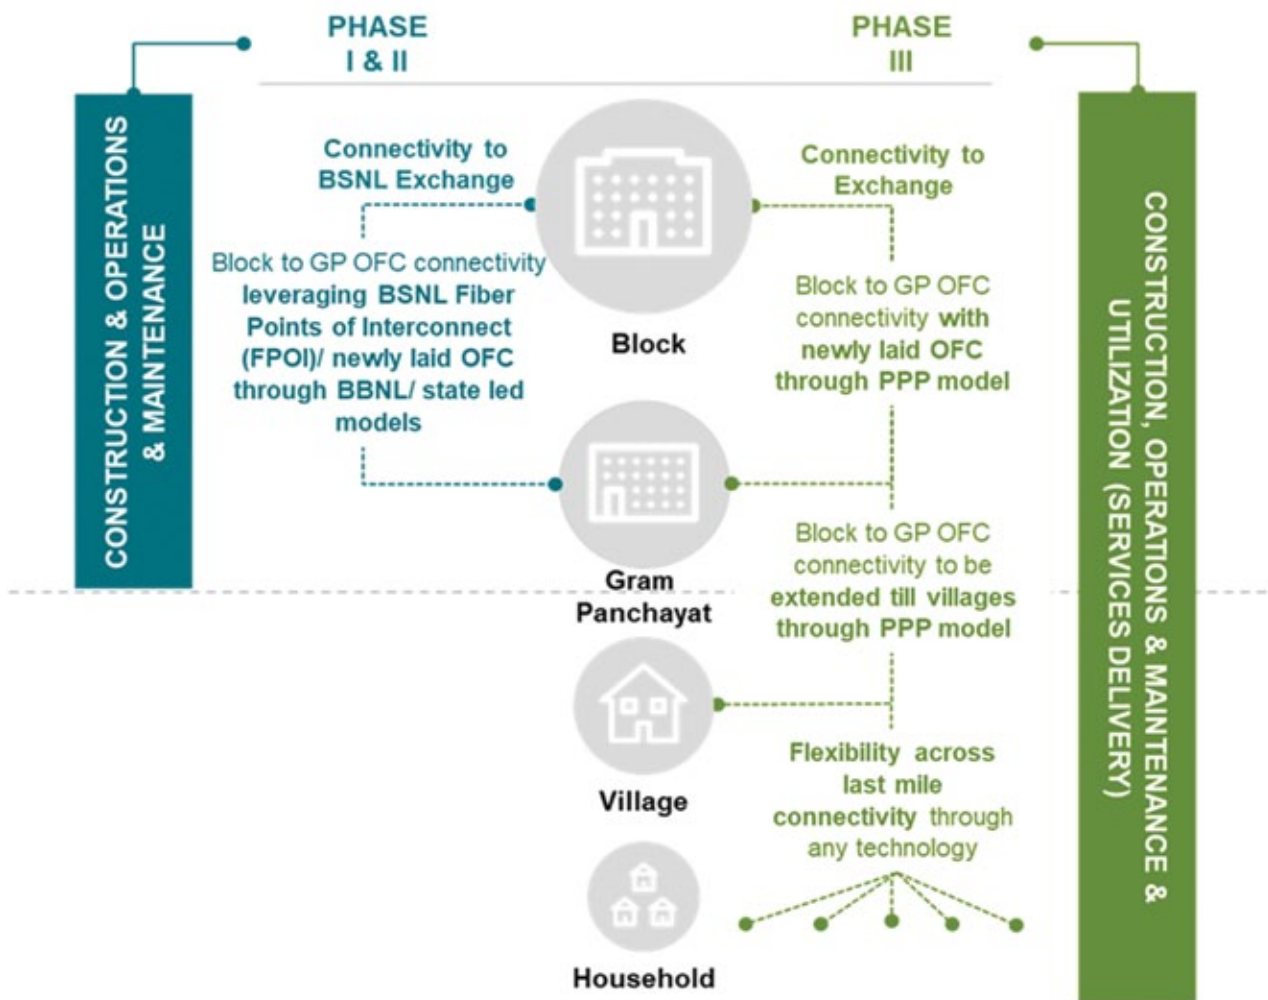 PHASE
I & II
PHASE
III
CONSTRUCTION & OPERATIONS
& MAINTENANCE
Connectivity to
BSNL Exchange
Block to GP OFC connectivity
leveraging BSNL Fiber
Points of Interconnect
(FPOI)/ newly laid OFC
through BBNL/ state led
models
Block
Gram
Panchayat
Village
Household
Connectivity to
Exchange
Block to GP OFC
connectivity with
newly laid OFC
through PPP model
Block to GP OFC
connectivity to be
extended till villages
through PPP model
Flexibility across
last mile
connectivity through
any technology
CONSTRUCTION, OPERATIONS & MAINTENANCE &
UTILIZATION (SERVICES DELIVERY)